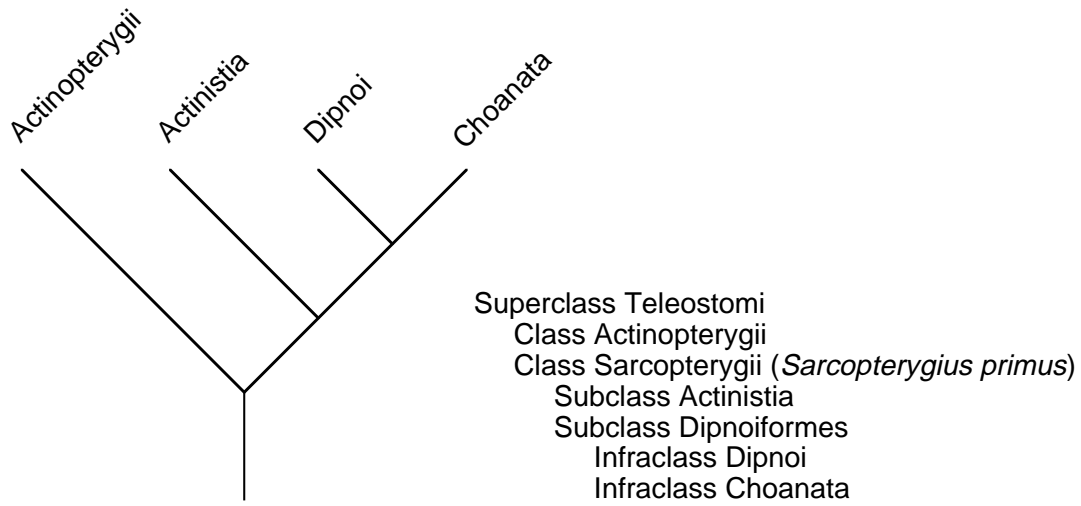 Actinopterygii
Actinistia
Dipnoi
Choanata
Superclass Teleostomi
Class Actinopterygii
Class Sarcopterygii (Sarcopterygius primus)
Subclass Actinistia
Subclass Dipnoiformes
Infraclass Dipnoi
Infraclass Choanata